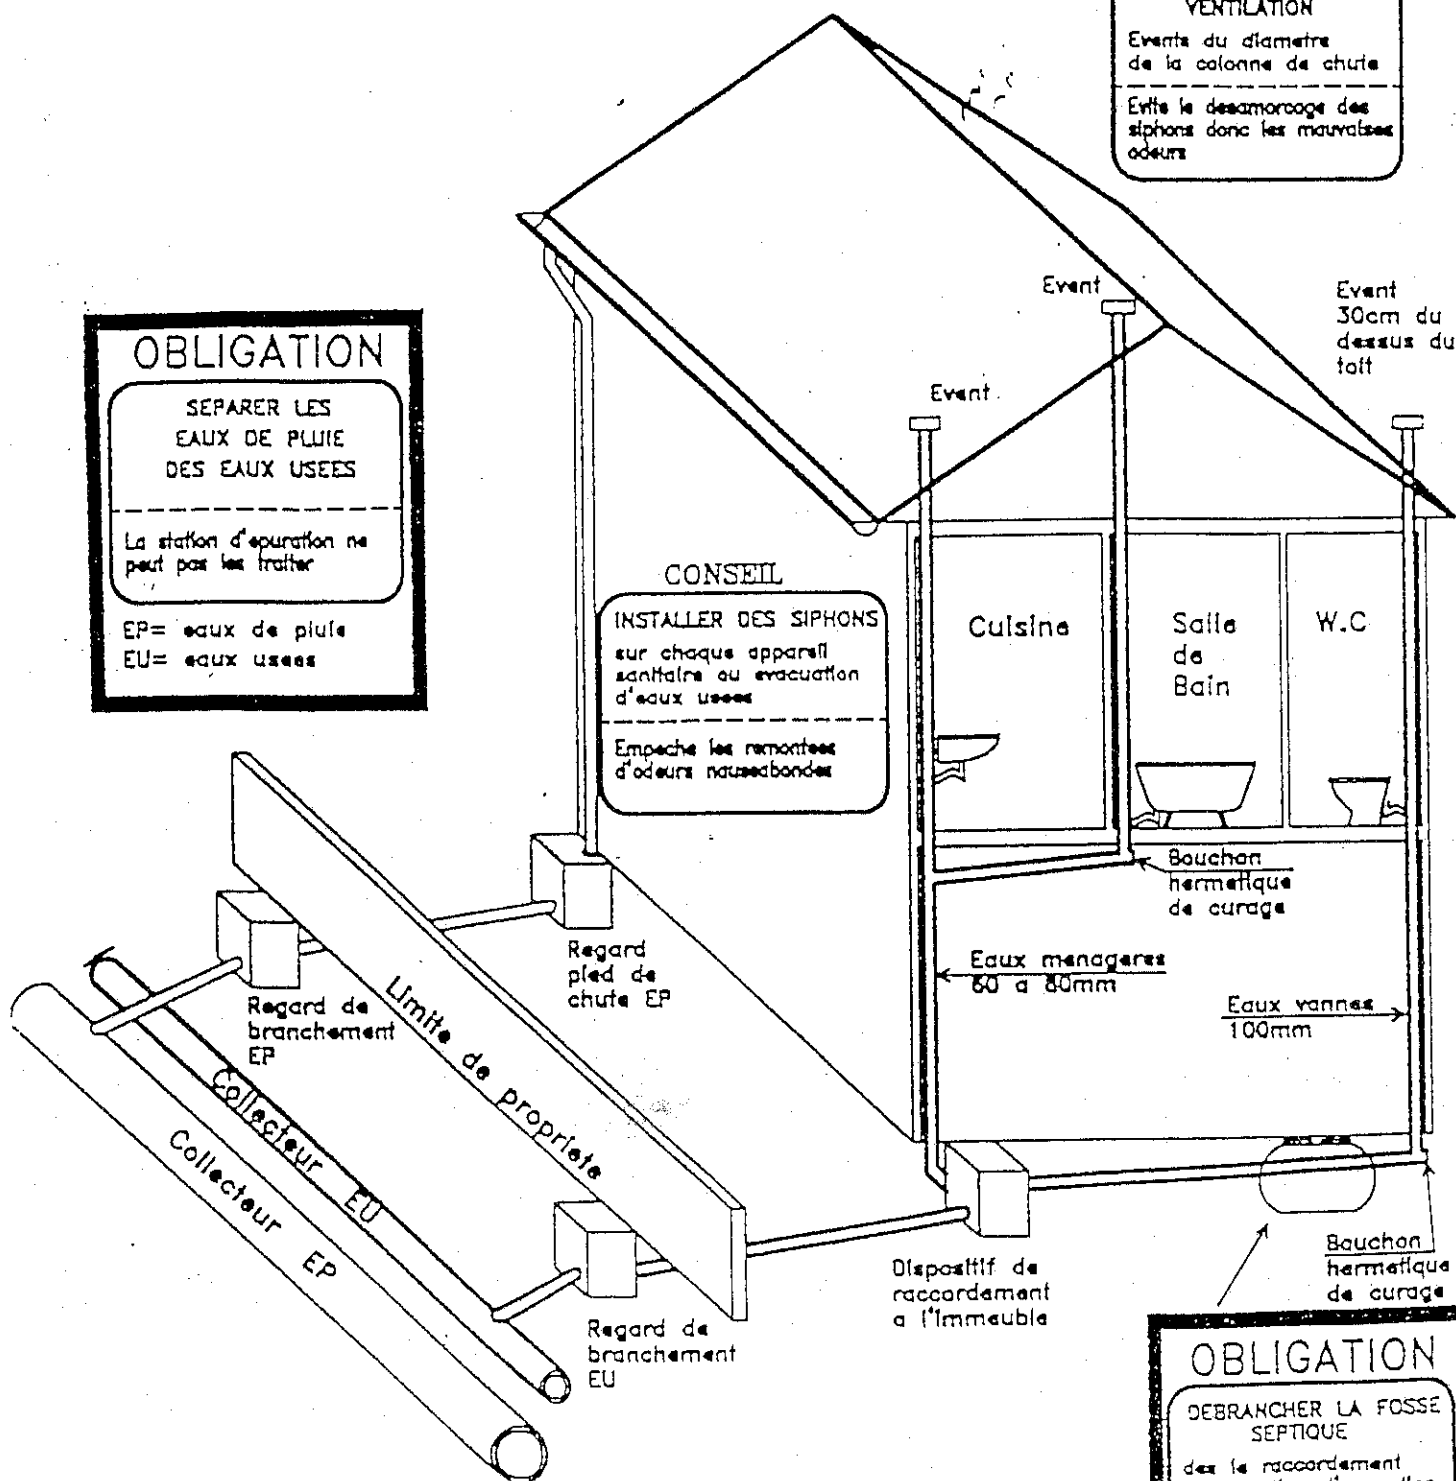 VENTILATION
Events du diametre
de la colonne de chute
Evite le desamorcage des
siphons donc les mauvaises
odeurs
Event
Event
30cm du
dessus du
toit
Event
OBLIGATION
SEPARER LES
EAUX DE PLUIE
DES EAUX USEES
La station d'epuration ne
peut pas les traiter
EP= eaux de pluie
EU= eaux usees
CONSEIL
INSTALLER DES SIPHONS
sur chaque appareil
sanitaire ou evacuation
d'eaux usees
Empeche les remontees
d'odeurs nauseabondes
Cuisine
Salle
de
Bain
W.C
Bouchon
hermetique
de curage
Eaux menageres
60 a 80mm
Eaux vannes
100mm
Regard
pied de
chute EP
Regard de
branchement
EP
Limite de propriete
Collecteur EU
Collecteur EP
Regard de
branchement
EU
Dispositif de
raccordement
a l'immeuble
Bouchon
hermetique
de curage
OBLIGATION
DEBRANCHER LA FOSSE
SEPTIQUE
des le raccordement